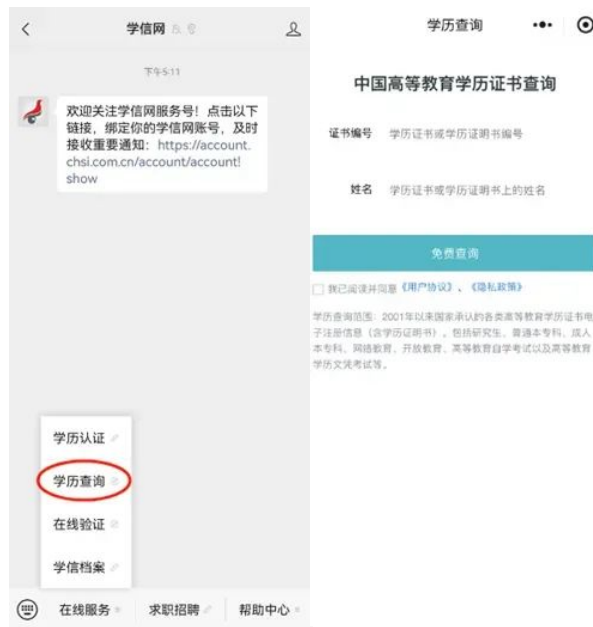 学信网
下午5:11
欢迎关注学信网服务号！点击以下
链接，绑定你的学信网账号，及时
接收重要通知：https://account.
chsi.com.cn/account/account!
show
学历认证
学历查询
在线验证
学信档案
在线服务
求职招聘
帮助中心
学历查询
中国高等教育学历证书查询
证书编号 学历证书或学历证明书编号
姓名 学历证书或学历证明书上的姓名
免费查询
我已阅读并同意《用户协议》、《隐私政策》
学历查询范围：2001年以来国家承认的各类高等教育学历证书电
子注册信息（含学历证明书），包括研究生、普通本专科、成人
本专科、网络教育、开放教育、高等教育自学考试以及高等教育
学历文凭考试等。